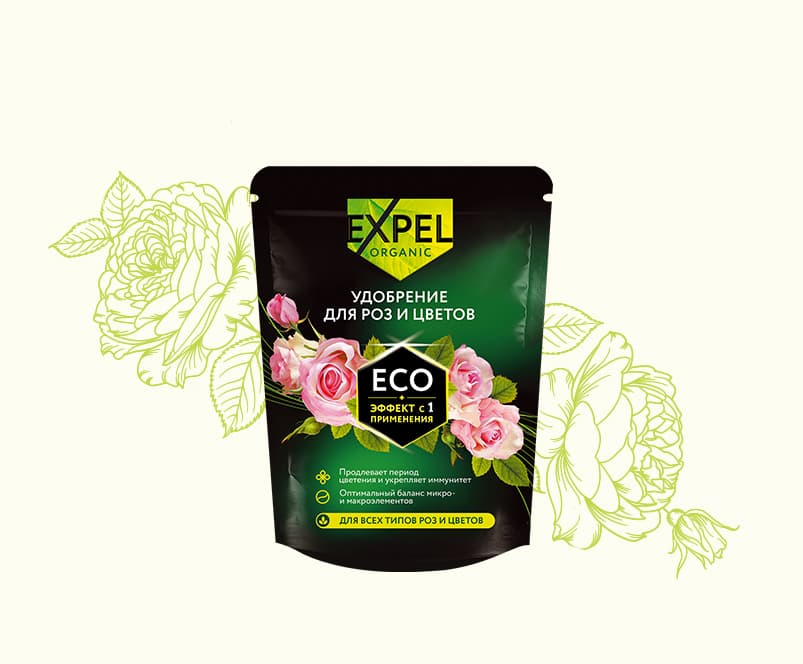 EXPEL
ORGANIC
УДОБРЕНИЕ
ДЛЯ РОЗ И ЦВЕТОВ
ECO
ЭФФЕКТ с 1
ПРИМЕНЕНИЯ
Продлевает период
цветения и укрепляет иммунитет
Оптимальный баланс микро-
и макроэлементов
ДЛЯ ВСЕХ ТИПОВ РОЗ И ЦВЕТОВ